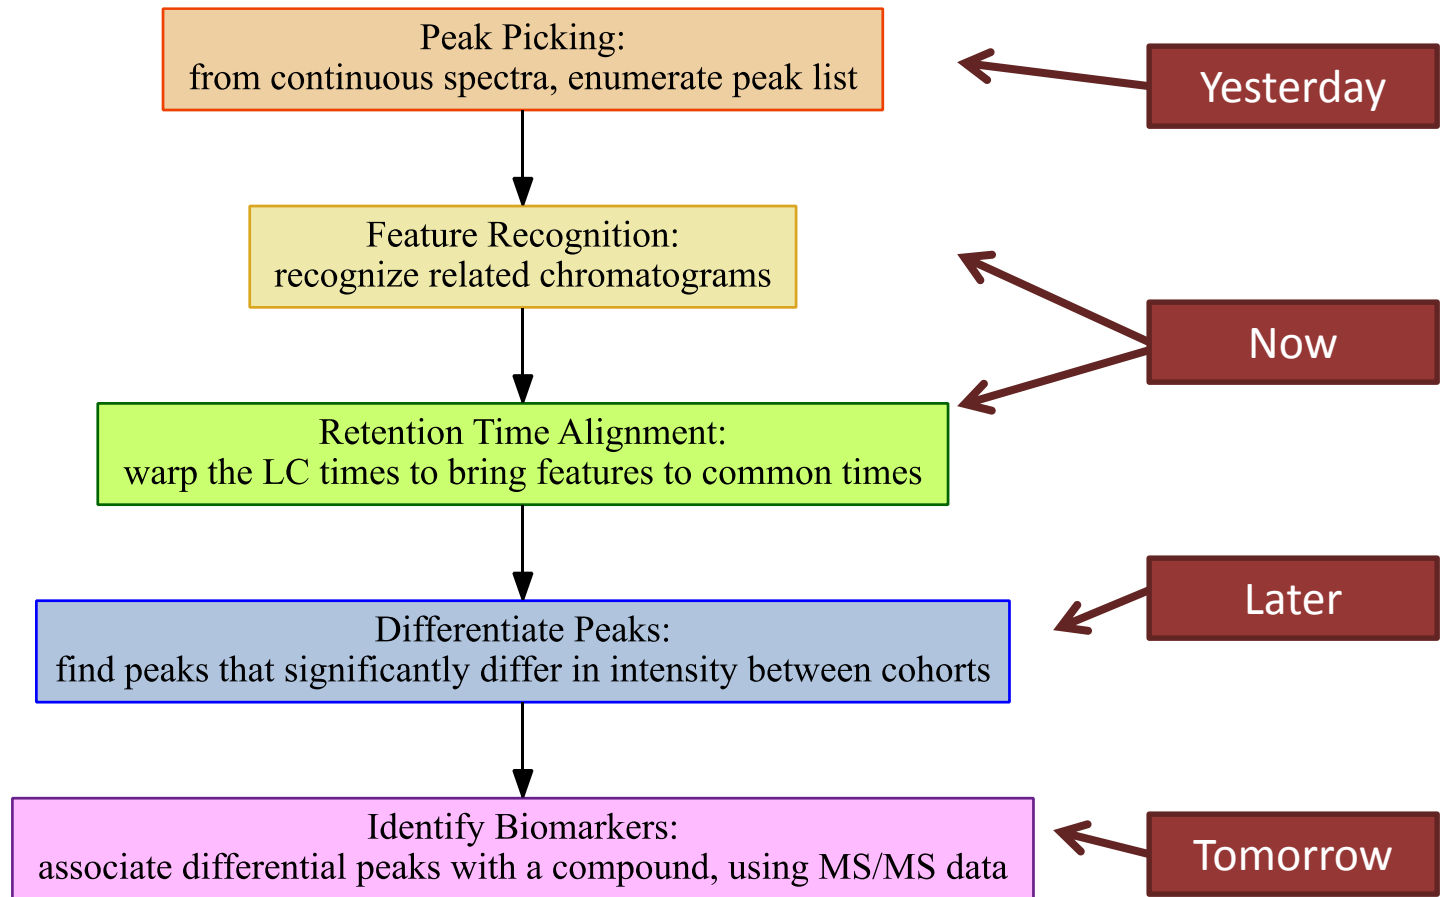 Peak Picking:
from continuous spectra, enumerate peak list
Yesterday
Feature Recognition:
recognize related chromatograms
Now
Retention Time Alignment:
warp the LC times to bring features to common times
Differentiate Peaks:
find peaks that significantly differ in intensity between cohorts
Later
Identify Biomarkers:
associate differential peaks with a compound, using MS/MS data
Tomorrow